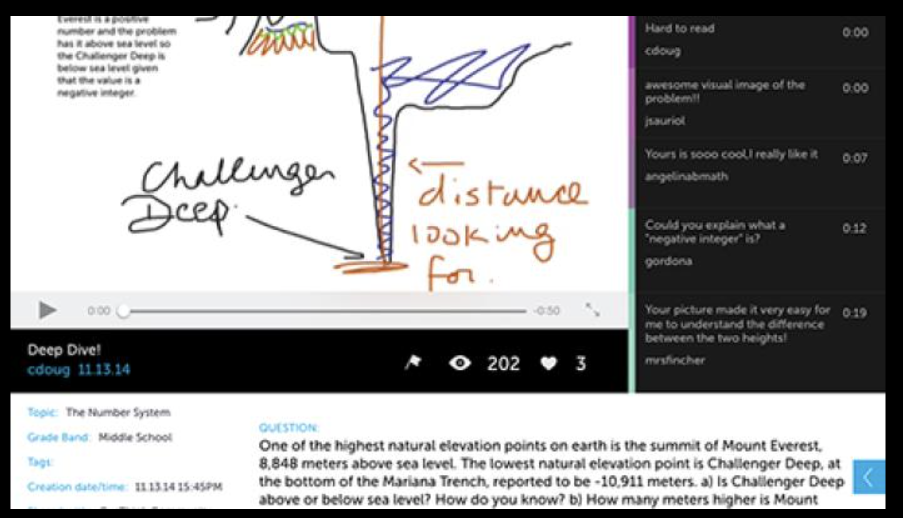 Everest is a positive
number and the problem
has it above sea level so
the Challenger Deep is
below sea level given
that the value is a
negative integer.
Challenger
Deep.
distance
looking
for.
0:00
-0:50
Deep Dive!
cdoug 11.13.14
202
3
Hard to read
0:00
cdoug
awesome visual image of the
problem!!
0:00
jsauriol
Yours is sooo cool,I really like it
0:07
angelinabmath
Could you explain what a
"negative integer" is?
0:12
gordona
Your picture made it very easy for
me to understand the difference
between the two heights!
0:19
mrsfincher
Topic: The Number System
Grade Band: Middle School
Tags:
Creation date/time: 11.13.14 15:45PM
QUESTION:
One of the highest natural elevation points on earth is the summit of Mount Everest,
8,848 meters above sea level. The lowest natural elevation point is Challenger Deep, at
the bottom of the Mariana Trench, reported to be -10,911 meters. a) Is Challenger Deep
above or below sea level? How do you know? b) How many meters higher is Mount